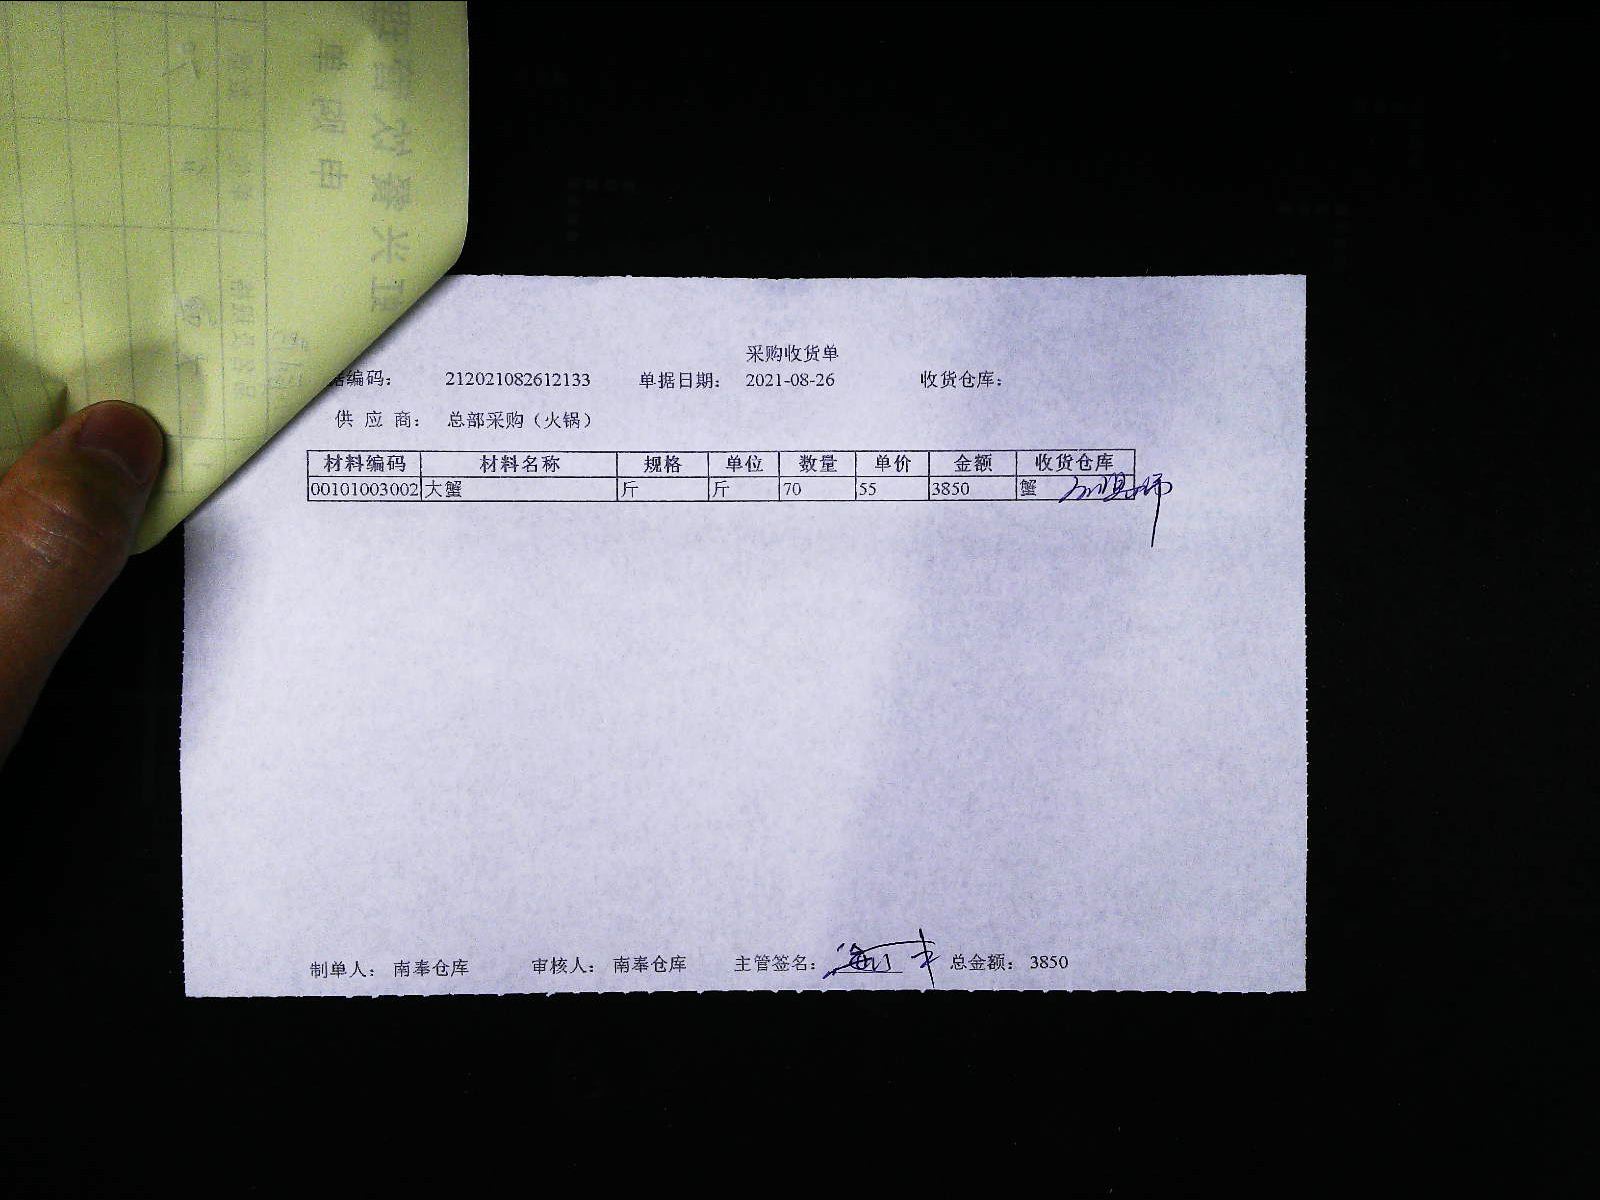 采购收货单
据编码： 212021082612133 单据日期： 2021-08-26 收货仓库：
供 应 商： 总部采购（火锅）
材料编码 材料名称 规格 单位 数量 单价 金额 收货仓库
00101003002 大蟹 斤 斤 70 55 3850 蟹
制单人： 南奉仓库 审核人： 南奉仓库 主管签名： 总金额： 3850